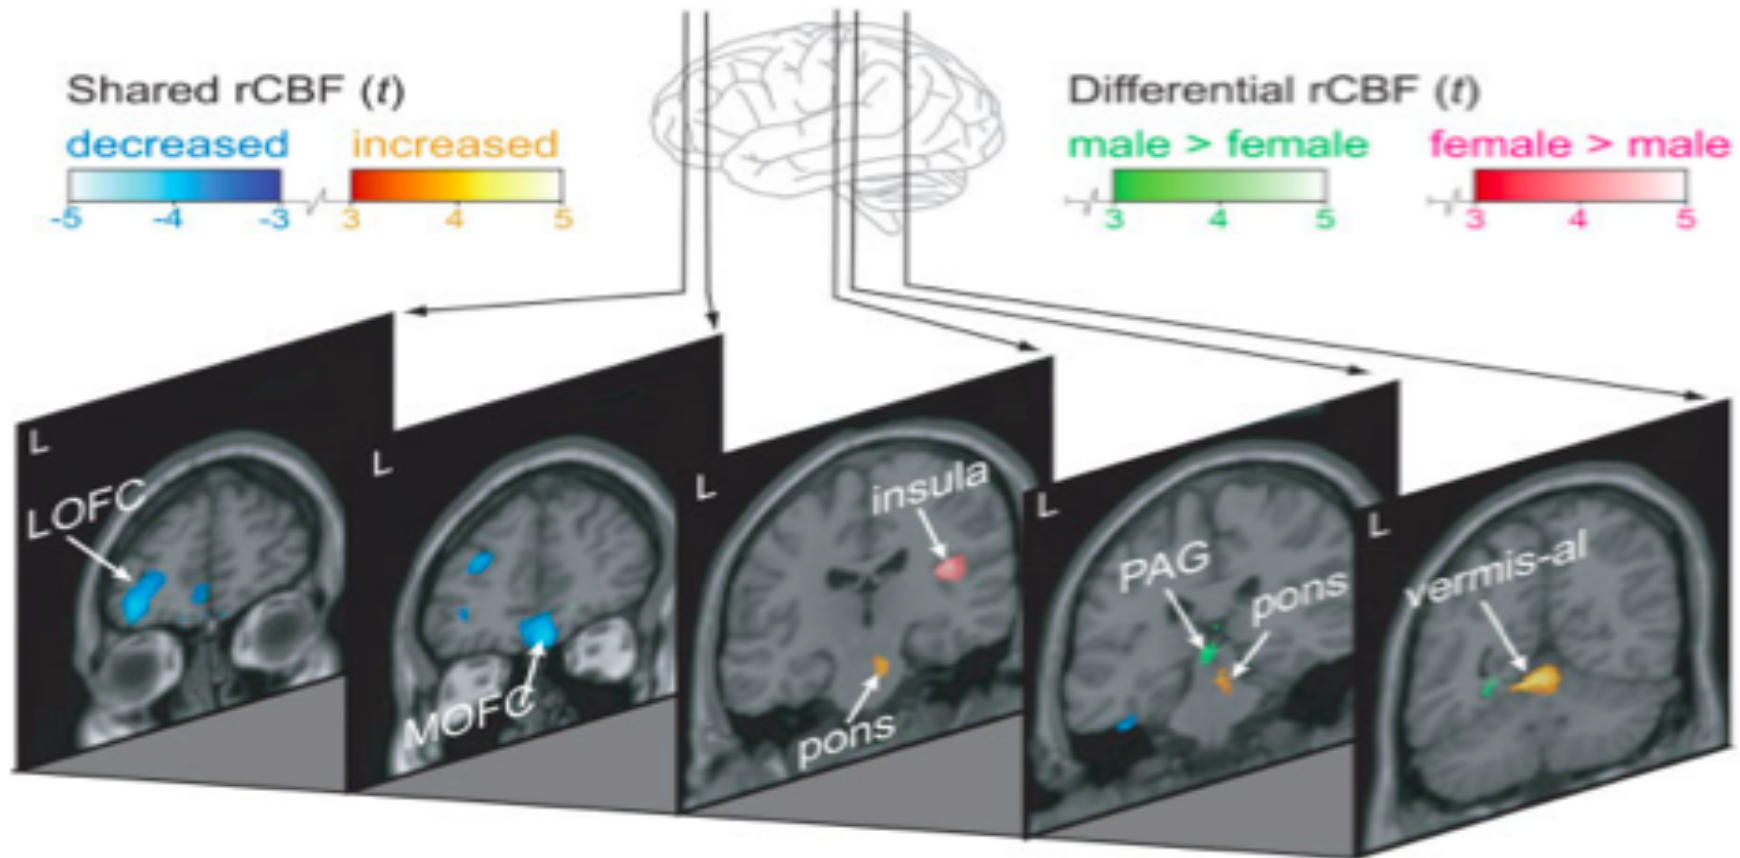 Shared rCBF (t)
decreased increased
-5 -4 -3 3 4 5
Differential rCBF (t)
male > female female > male
3 4 5 3 4 5
L
LOFC
L
MOFC
L
insula
pons
L
PAG
pons
L
vermis-al